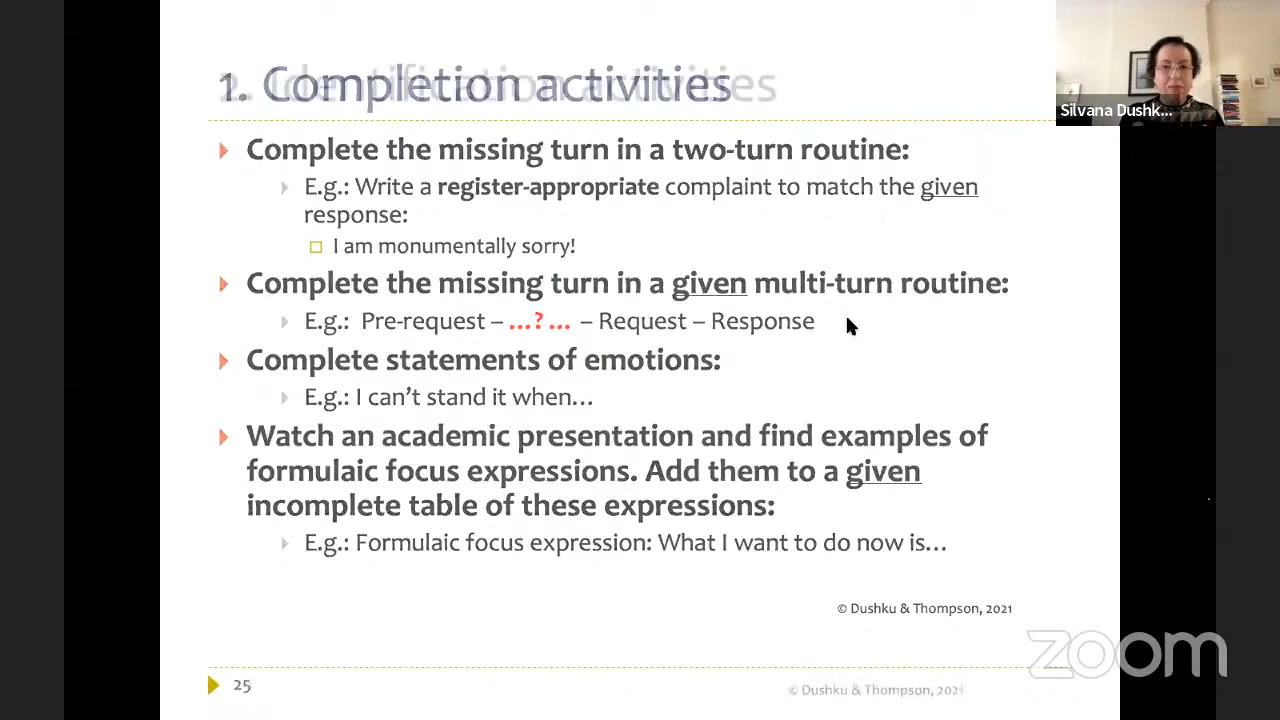 1. Completion activities
2. Identification activities
Silvana Dushk...
Complete the missing turn in a two-turn routine:
E.g.: Write a register-appropriate complaint to match the given
response:
I am monumentally sorry!
Complete the missing turn in a given multi-turn routine:
E.g.: Pre-request – ...? ... – Request – Response
Complete statements of emotions:
E.g.: I can’t stand it when...
Watch an academic presentation and find examples of
formulaic focus expressions. Add them to a given
incomplete table of these expressions:
E.g.: Formulaic focus expression: What I want to do now is...
© Dushku & Thompson, 2021
zoom
25
© Dushku & Thompson, 2021